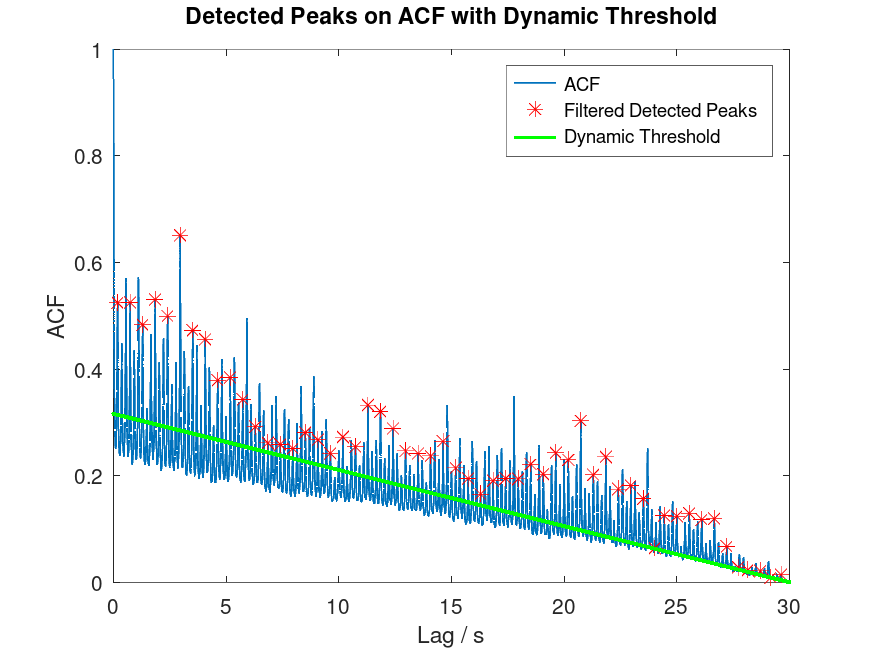 Detected Peaks on ACF with Dynamic Threshold
1
0.8
0.6
0.4
0.2
0
ACF
ACF
Filtered Detected Peaks
Dynamic Threshold
0 5 10 15 20 25 30
Lag / s